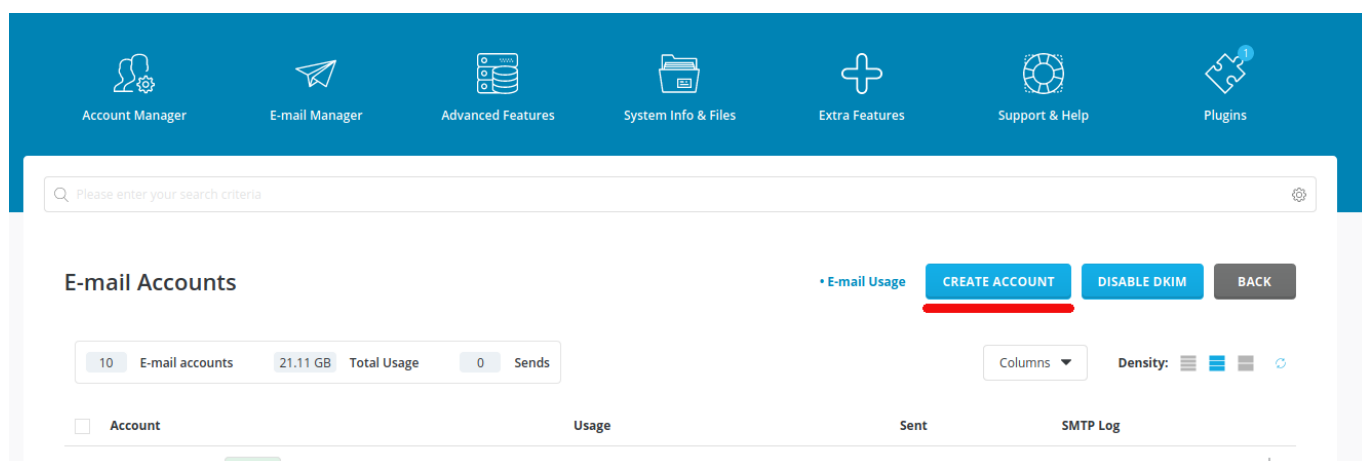 1
Account Manager E-mail Manager Advanced Features System Info & Files Extra Features Support & Help Plugins
Please enter your search criteria
E-mail Accounts • E-mail Usage CREATE ACCOUNT DISABLE DKIM BACK
10 E-mail accounts 21.11 GB Total Usage 0 Sends Columns Density:
Account Usage Sent SMTP Log